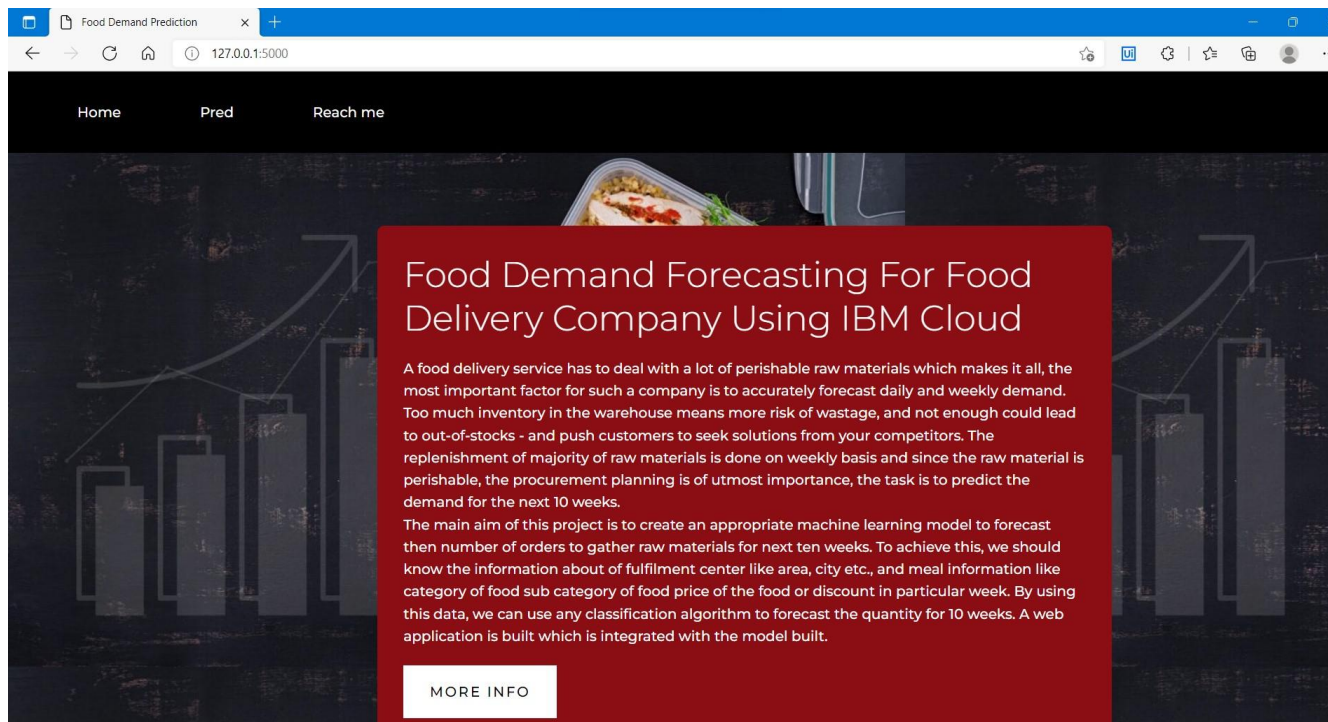 Food Demand Prediction
127.0.0.1:5000
Ui
Home Pred Reach me
Food Demand Forecasting For Food
Delivery Company Using IBM Cloud
A food delivery service has to deal with a lot of perishable raw materials which makes it all, the
most important factor for such a company is to accurately forecast daily and weekly demand.
Too much inventory in the warehouse means more risk of wastage, and not enough could lead
to out-of-stocks - and push customers to seek solutions from your competitors. The
replenishment of majority of raw materials is done on weekly basis and since the raw material is
perishable, the procurement planning is of utmost importance, the task is to predict the
demand for the next 10 weeks.
The main aim of this project is to create an appropriate machine learning model to forecast
then number of orders to gather raw materials for next ten weeks. To achieve this, we should
know the information about of fulfilment center like area, city etc., and meal information like
category of food sub category of food price of the food or discount in particular week. By using
this data, we can use any classification algorithm to forecast the quantity for 10 weeks. A web
application is built which is integrated with the model built.
MORE INFO